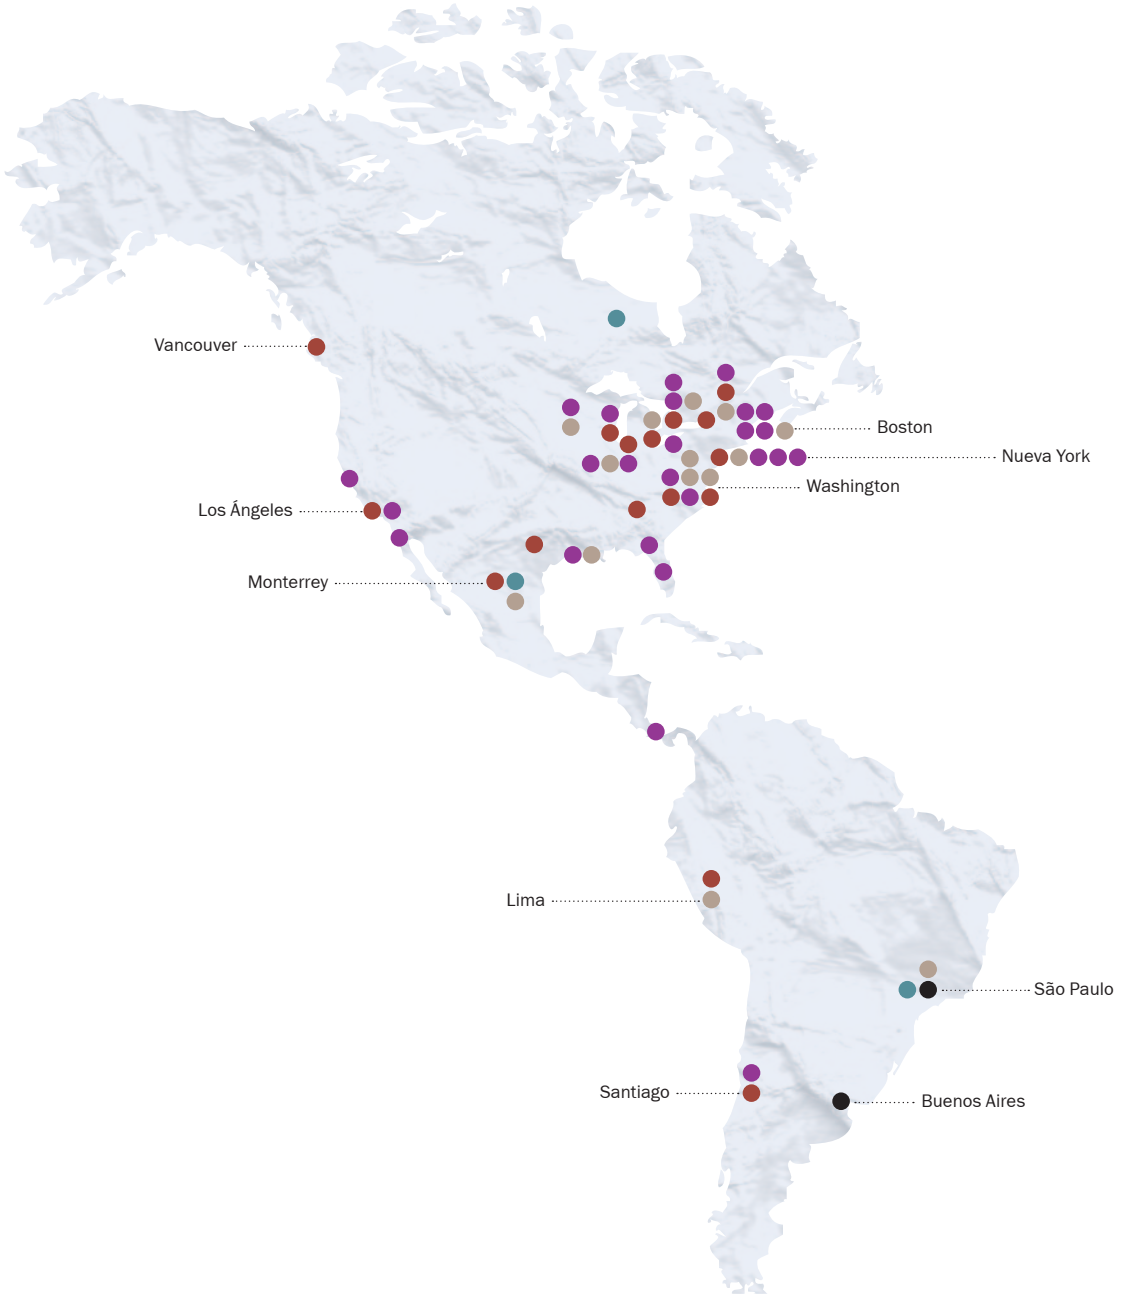 Vancouver
Boston
Nueva York
Washington
Los Ángeles
Monterrey
Lima
São Paulo
Santiago
Buenos Aires